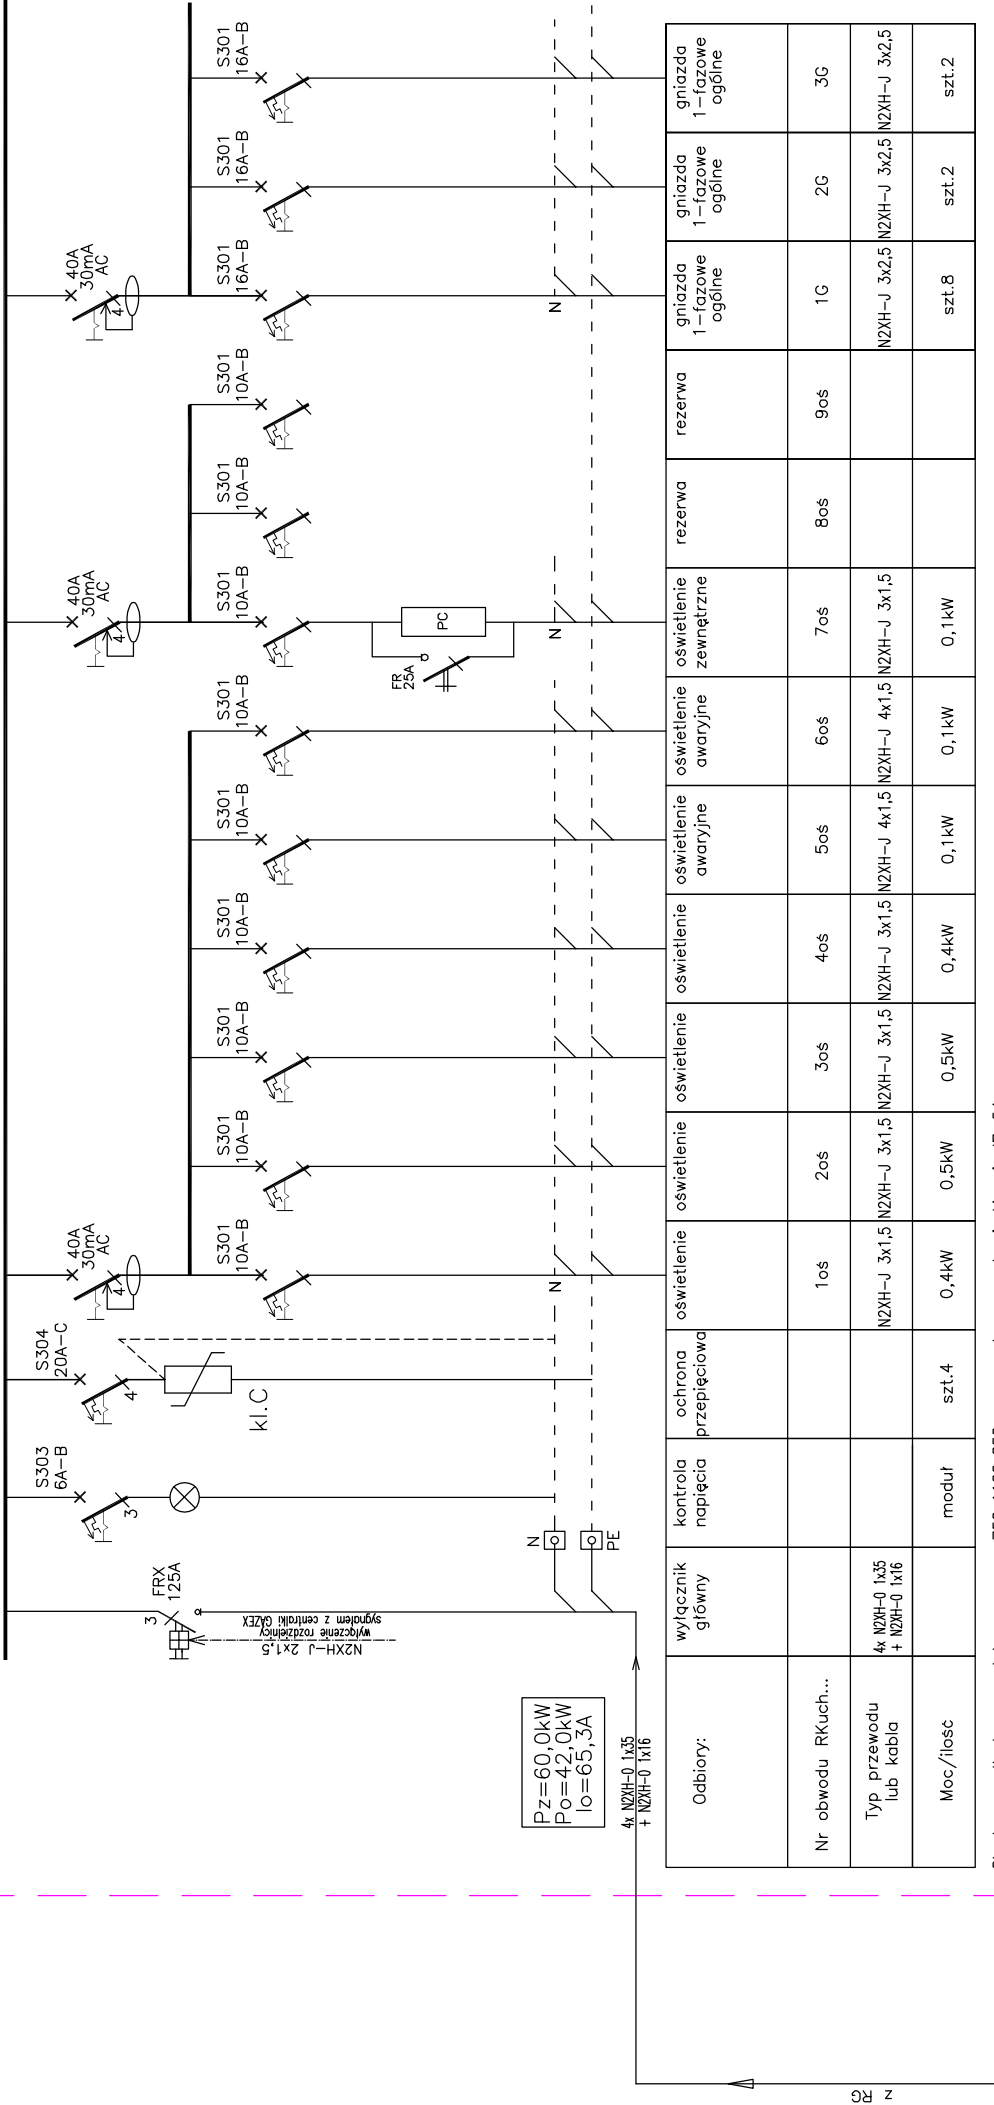 FRX
125A
3
N2XH-J 2x1,5
wyłączenie rozdzielnicy
sygnałem z centralki GAZEX
S303
6A-B
3
S304
20A-C
4
kl.C
40A
30mA
AC
4
S301
10A-B
S301
10A-B
S301
10A-B
S301
10A-B
S301
10A-B
S301
10A-B
40A
30mA
AC
4
S301
10A-B
S301
10A-B
S301
10A-B
40A
30mA
AC
4
S301
16A-B
S301
16A-B
S301
16A-B
FR
25A
PC
N
PE
N
N
N
Pz=60,0kW
Po=42,0kW
Io=65,3A
4x N2XH-O 1x35
+ N2XH-O 1x16
z RG
Odbiory:
wyłącznik
główny
kontrola
napięcia
ochrona
przepięciowa
oświetlenie
oświetlenie
oświetlenie
oświetlenie
oświetlenie
awaryjne
oświetlenie
awaryjne
oświetlenie
zewnętrzne
rezerwa
rezerwa
gniazda
1-fazowe
ogólne
gniazda
1-fazowe
ogólne
gniazda
1-fazowe
ogólne
Nr obwodu RKuch... 1oś 2oś 3oś 4oś 5oś 6oś 7oś 8oś 9oś 1G 2G 3G
Typ przewodu
lub kabla
4x N2XH-O 1x35
+ N2XH-O 1x16
N2XH-J 3x1,5 N2XH-J 3x1,5 N2XH-J 3x1,5 N2XH-J 3x1,5 N2XH-J 4x1,5 N2XH-J 4x1,5 N2XH-J 3x1,5 N2XH-J 3x2,5 N2XH-J 3x2,5 N2XH-J 3x2,5
Moc/ilość moduł szt.4 0,4kW 0,5kW 0,5kW 0,4kW 0,1kW 0,1kW 0,1kW szt.8 szt.2 szt.2